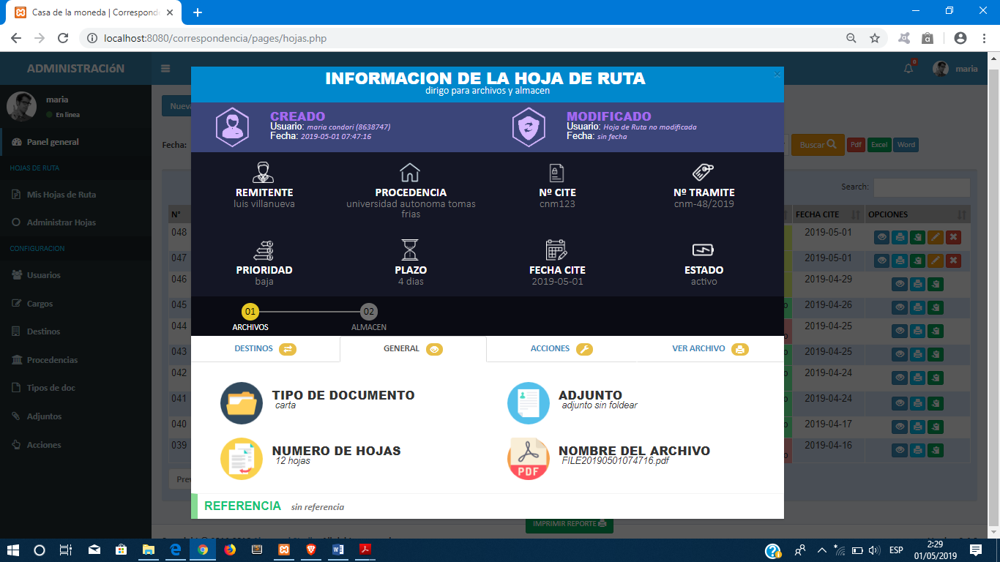 Casa de la moneda | Correspond
localhost:8080/correspondencia/pages/hojas.php
ADMINISTRACIóN
0
maria
maria
En linea
Panel general
HOJAS DE RUTA
Mis Hojas de Ruta
Administrar Hojas
CONFIGURACION
Usuarios
Cargos
Destinos
Procedencias
Tipos de doc
Adjuntos
Acciones
Nueva
Fecha:
Buscar
Pdf
Excel
Word
Search:
N°
FECHA CITE
OPCIONES
048
2019-05-01
047
2019-05-01
046
2019-04-29
045
2019-04-26
044
2019-04-25
043
2019-04-25
042
2019-04-24
041
2019-04-24
040
2019-04-17
039
2019-04-16
IMPRIMIR REPORTE
INFORMACION DE LA HOJA DE RUTA
×
dirigo para archivos y almacen
CREADO
Usuario: maria condori (8638747)
Fecha: 2019-05-01 07:47:16
MODIFICADO
Usuario: Hoja de Ruta no modificada
Fecha: sin fecha
REMITENTE
luis villanueva
PROCEDENCIA
universidad autonoma tomas
frias
Nº CITE
cnm123
Nº TRAMITE
cnm-48/2019
PRIORIDAD
baja
PLAZO
4 dias
FECHA CITE
2019-05-01
ESTADO
activo
01
ARCHIVOS
02
ALMACEN
DESTINOS
GENERAL
ACCIONES
VER ARCHIVO
TIPO DE DOCUMENTO
carta
ADJUNTO
adjunto sin foldear
NUMERO DE HOJAS
12 hojas
PDF
NOMBRE DEL ARCHIVO
FILE20190501074716.pdf
REFERENCIA sin referencia
ESP
2:29
01/05/2019